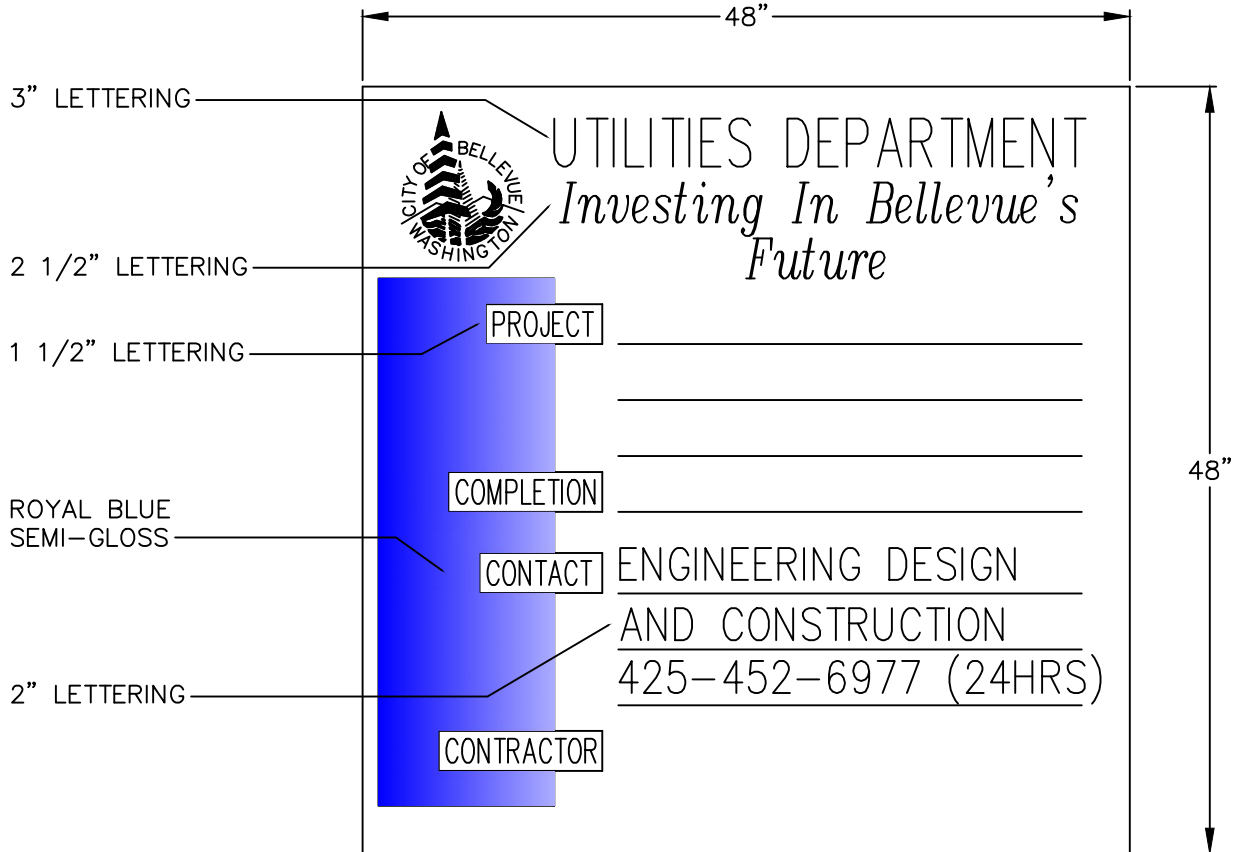 48”
3” LETTERING
UTILITIES DEPARTMENT
CITY OF BELLEVUE
WASHINGTON
Investing In Bellevue’s
Future
2 1/2” LETTERING
PROJECT
1 1/2” LETTERING
48”
COMPLETION
ROYAL BLUE
SEMI–GLOSS
CONTACT ENGINEERING DESIGN
AND CONSTRUCTION
425–452–6977 (24HRS)
2” LETTERING
CONTRACTOR